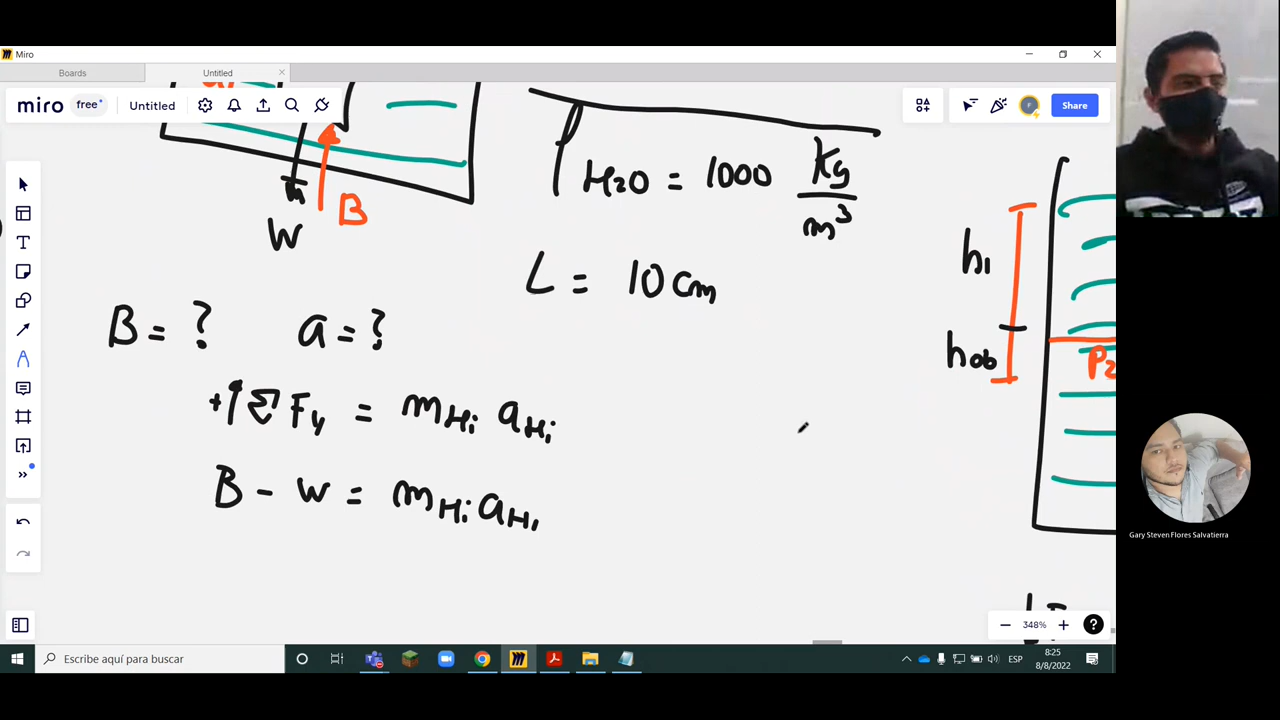 Miro
Boards
Untitled
miro
free
Untitled
Share
H2O = 1000 kg/m³
W
B
L = 10 cm
h1
hob
P2
B = ? a = ?
+↑ΣFy = mHi aHi
B - W = mHi aHi
Gary Steven Flores Salvatierra
348%
Escribe aquí para buscar
ESP
8:25
8/8/2022